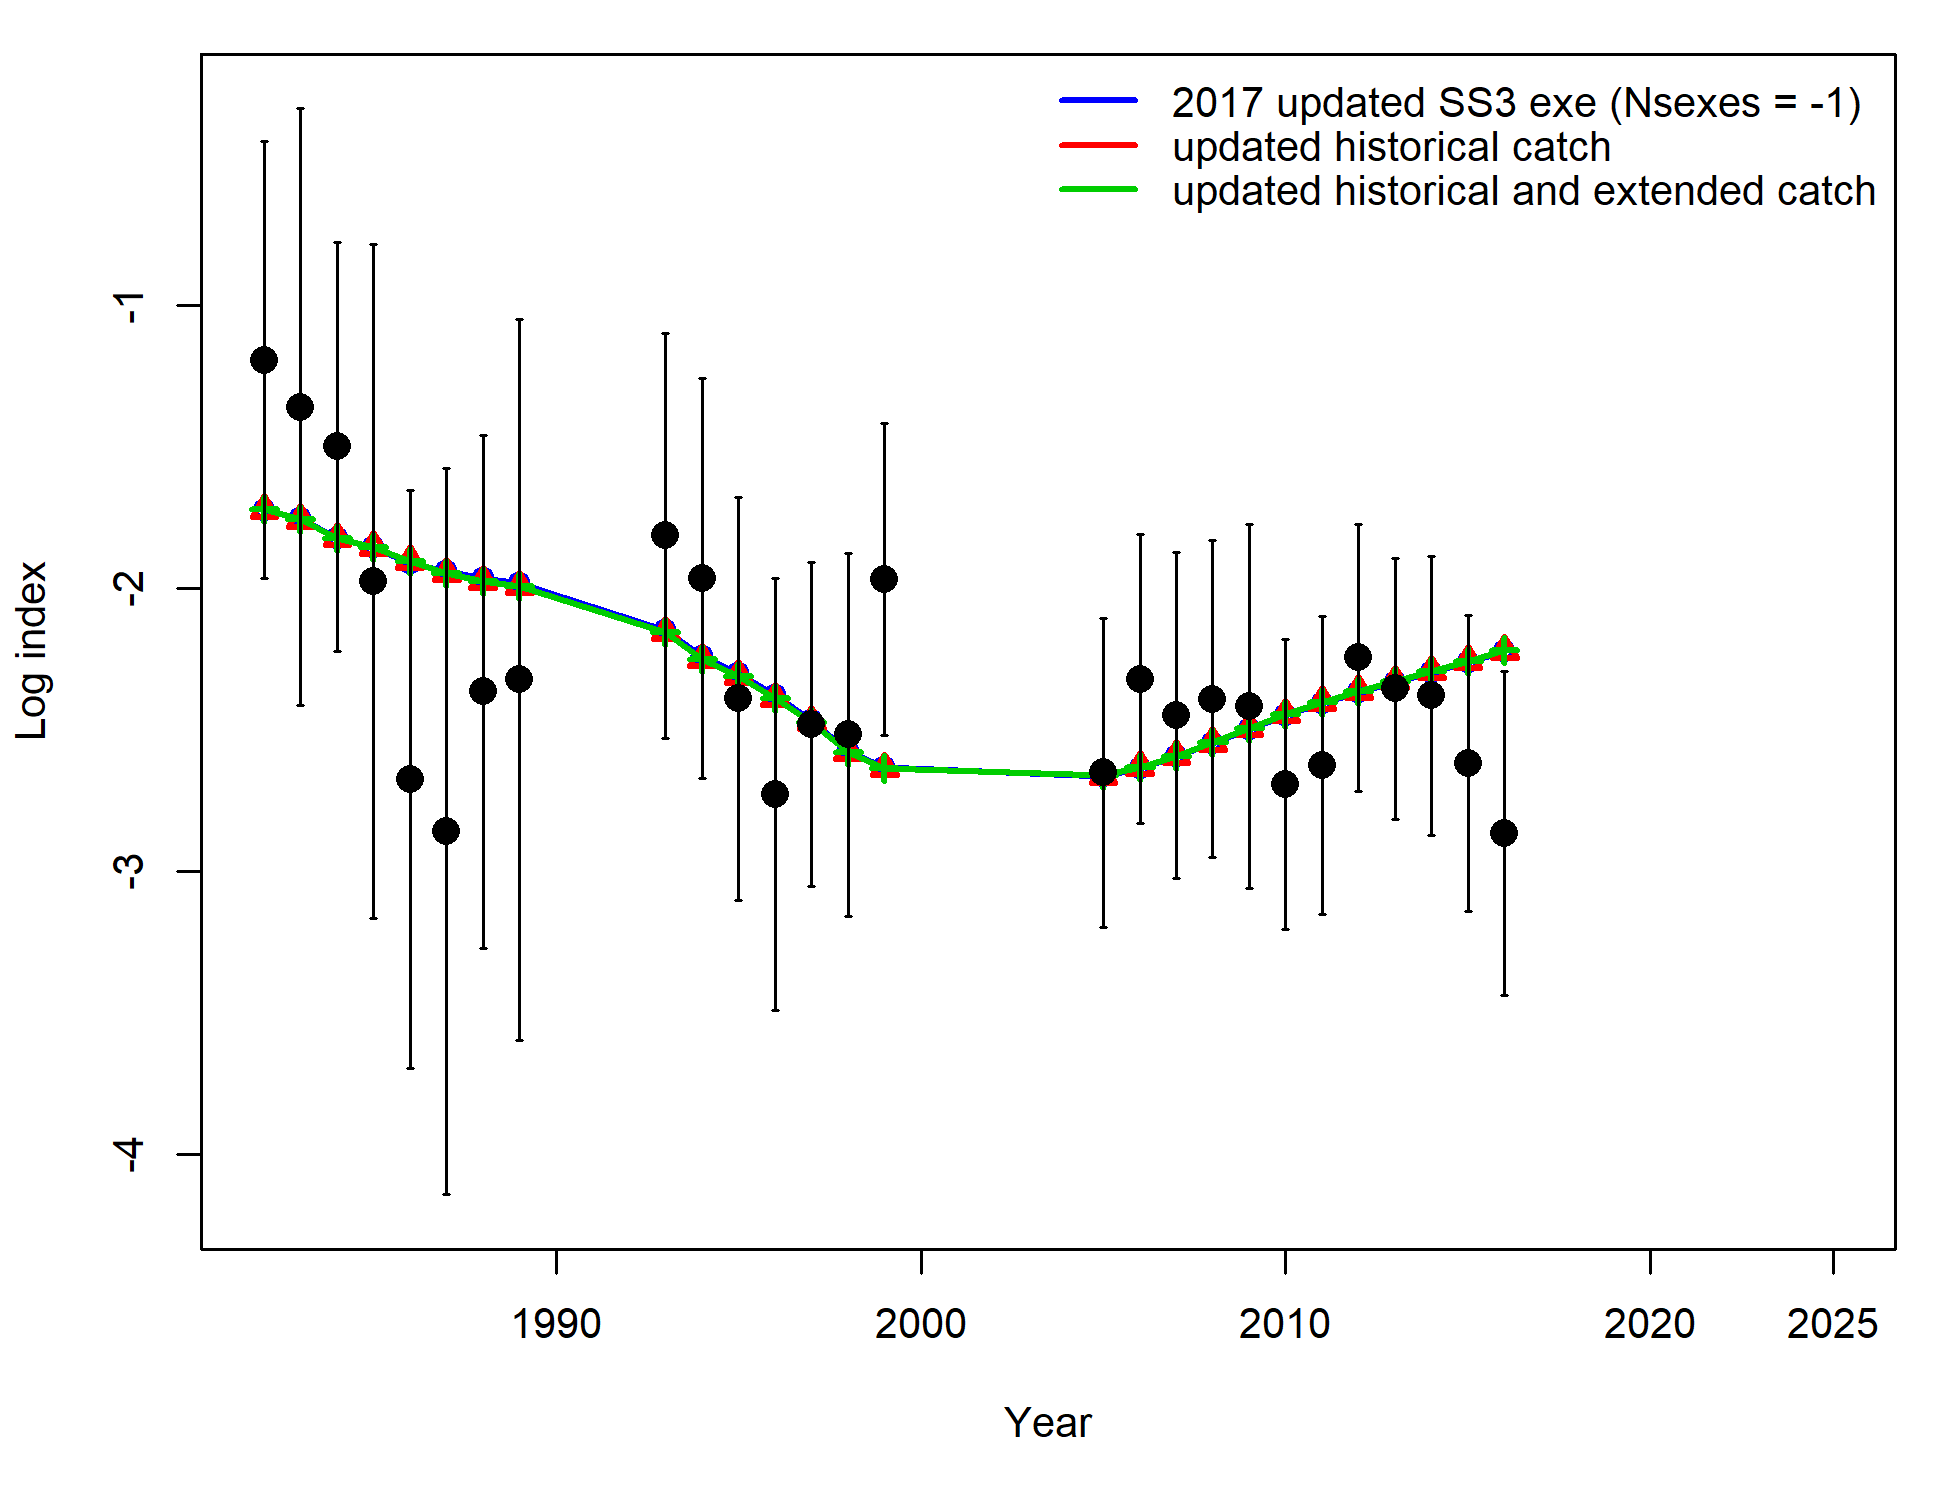 2017 updated SS3 exe (Nsexes = -1)
updated historical catch
updated historical and extended catch
Log index
-1
-2
-3
-4
1990
2000
2010
2020
2025
Year